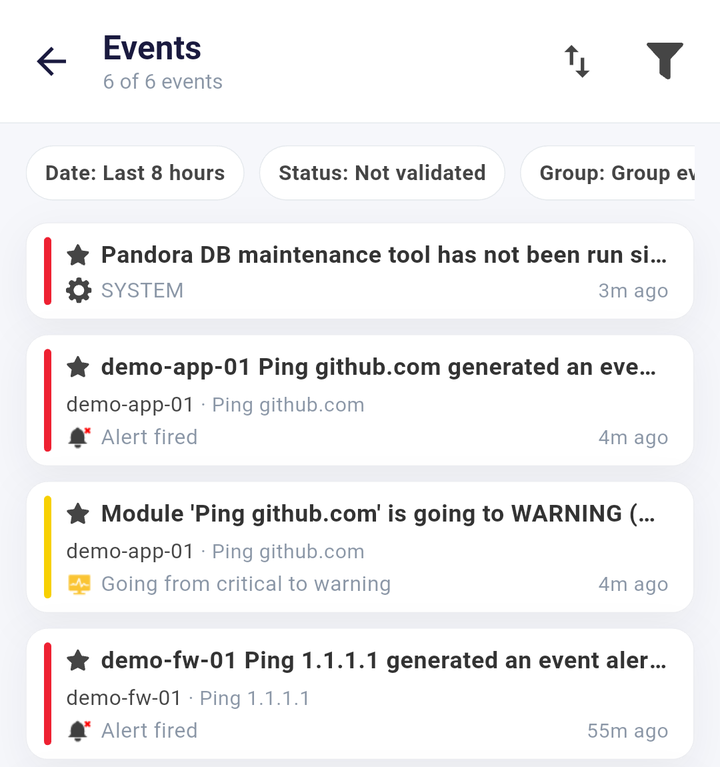 Events
6 of 6 events
Date: Last 8 hours
Status: Not validated
Group: Group ev
Pandora DB maintenance tool has not been run si...
SYSTEM
3m ago
demo-app-01 Ping github.com generated an eve...
demo-app-01 · Ping github.com
Alert fired
4m ago
Module 'Ping github.com' is going to WARNING (...
demo-app-01 · Ping github.com
Going from critical to warning
4m ago
demo-fw-01 Ping 1.1.1.1 generated an event aler...
demo-fw-01 · Ping 1.1.1.1
Alert fired
55m ago